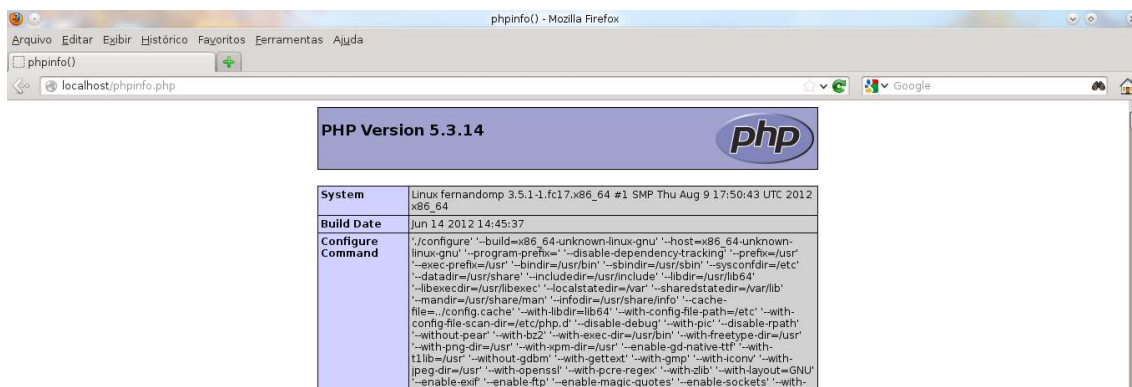 phpinfo() - Mozilla Firefox
Arquivo Editar Exibir Histórico Favoritos Ferramentas Ajuda
phpinfo()
localhost/phpinfo.php
Google
PHP Version 5.3.14
php
System
Linux fernandomp 3.5.1-1.fc17.x86_64 #1 SMP Thu Aug 9 17:50:43 UTC 2012
x86_64
Build Date
Jun 14 2012 14:45:37
Configure
Command
'./configure' '--build=x86_64-unknown-linux-gnu' '--host=x86_64-unknown-
linux-gnu' '--program-prefix=' '--disable-dependency-tracking' '--prefix=/usr'
'--exec-prefix=/usr' '--bindir=/usr/bin' '--sbindir=/usr/sbin' '--sysconfdir=/etc'
'--datadir=/usr/share' '--includedir=/usr/include' '--libdir=/usr/lib64'
'--libexecdir=/usr/libexec' '--localstatedir=/var' '--sharedstatedir=/var/lib'
'--mandir=/usr/share/man' '--infodir=/usr/share/info' '--cache-
file=../config.cache' '--with-libdir=lib64' '--with-config-file-path=/etc' '--with-
config-file-scan-dir=/etc/php.d' '--disable-debug' '--with-pic' '--disable-rpath'
'--without-pear' '--with-bz2' '--with-exec-dir=/usr/bin' '--with-freetype-dir=/usr'
'--with-png-dir=/usr' '--with-xpm-dir=/usr' '--enable-gd-native-ttf' '--with-
t1lib=/usr' '--without-gdbm' '--with-gettext' '--with-gmp' '--with-iconv' '--with-
jpeg-dir=/usr' '--with-openssl' '--with-pcre-regex' '--with-zlib' '--with-layout=GNU'
'--enable-exif' '--enable-ftp' '--enable-magic-quotes' '--enable-sockets' '--with-